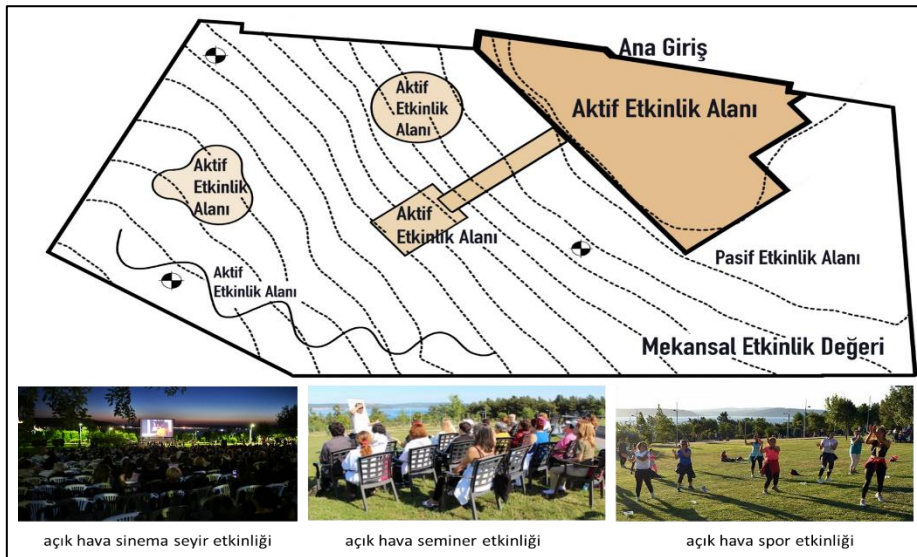 Ana Giriş
Aktif Etkinlik Alanı
Aktif
Etkinlik
Alanı
Aktif
Etkinlik
Alanı
Aktif
Etkinlik Alanı
Aktif
Etkinlik Alanı
Pasif Etkinlik Alanı
Mekansal Etkinlik Değeri
açık hava sinema seyir etkinliği
açık hava seminer etkinliği
açık hava spor etkinliği